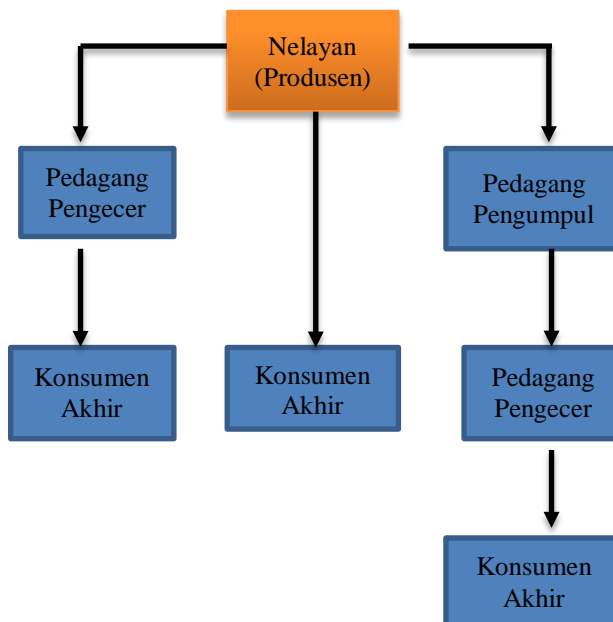 Nelayan
(Produsen)
Pedagang
Pengecer
Pedagang
Pengumpul
Konsumen
Akhir
Konsumen
Akhir
Pedagang
Pengecer
Konsumen
Akhir